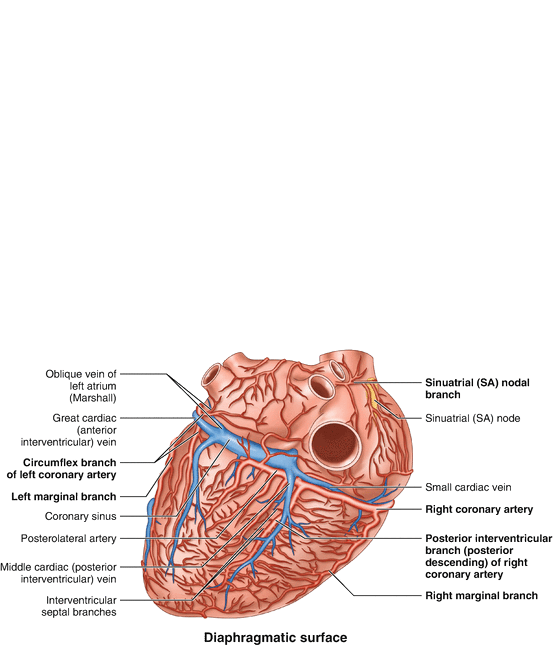 Oblique vein of
left atrium
(Marshall)
Great cardiac
(anterior
interventricular) vein
Circumflex branch
of left coronary artery
Left marginal branch
Coronary sinus
Posterolateral artery
Middle cardiac (posterior
interventricular) vein
Interventricular
septal branches
Sinuatrial (SA) nodal
branch
Sinuatrial (SA) node
Small cardiac vein
Right coronary artery
Posterior interventricular
branch (posterior
descending) of right
coronary artery
Right marginal branch
Diaphragmatic surface